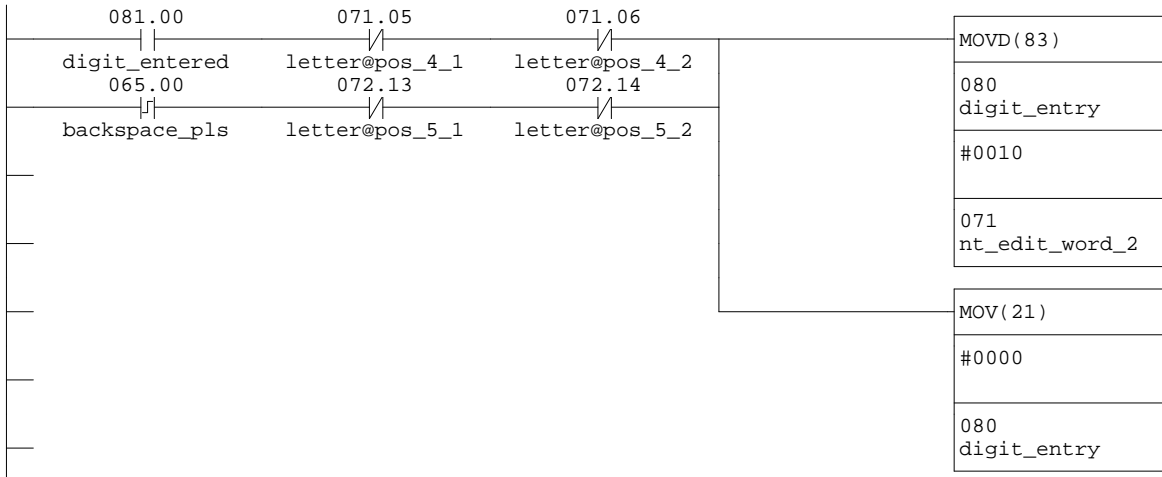 081.00 071.05 071.06
digit_entered letter@pos_4_1 letter@pos_4_2
065.00 072.13 072.14
backspace_pls letter@pos_5_1 letter@pos_5_2
MOVD(83)
080
digit_entry
#0010
071
nt_edit_word_2
MOV(21)
#0000
080
digit_entry